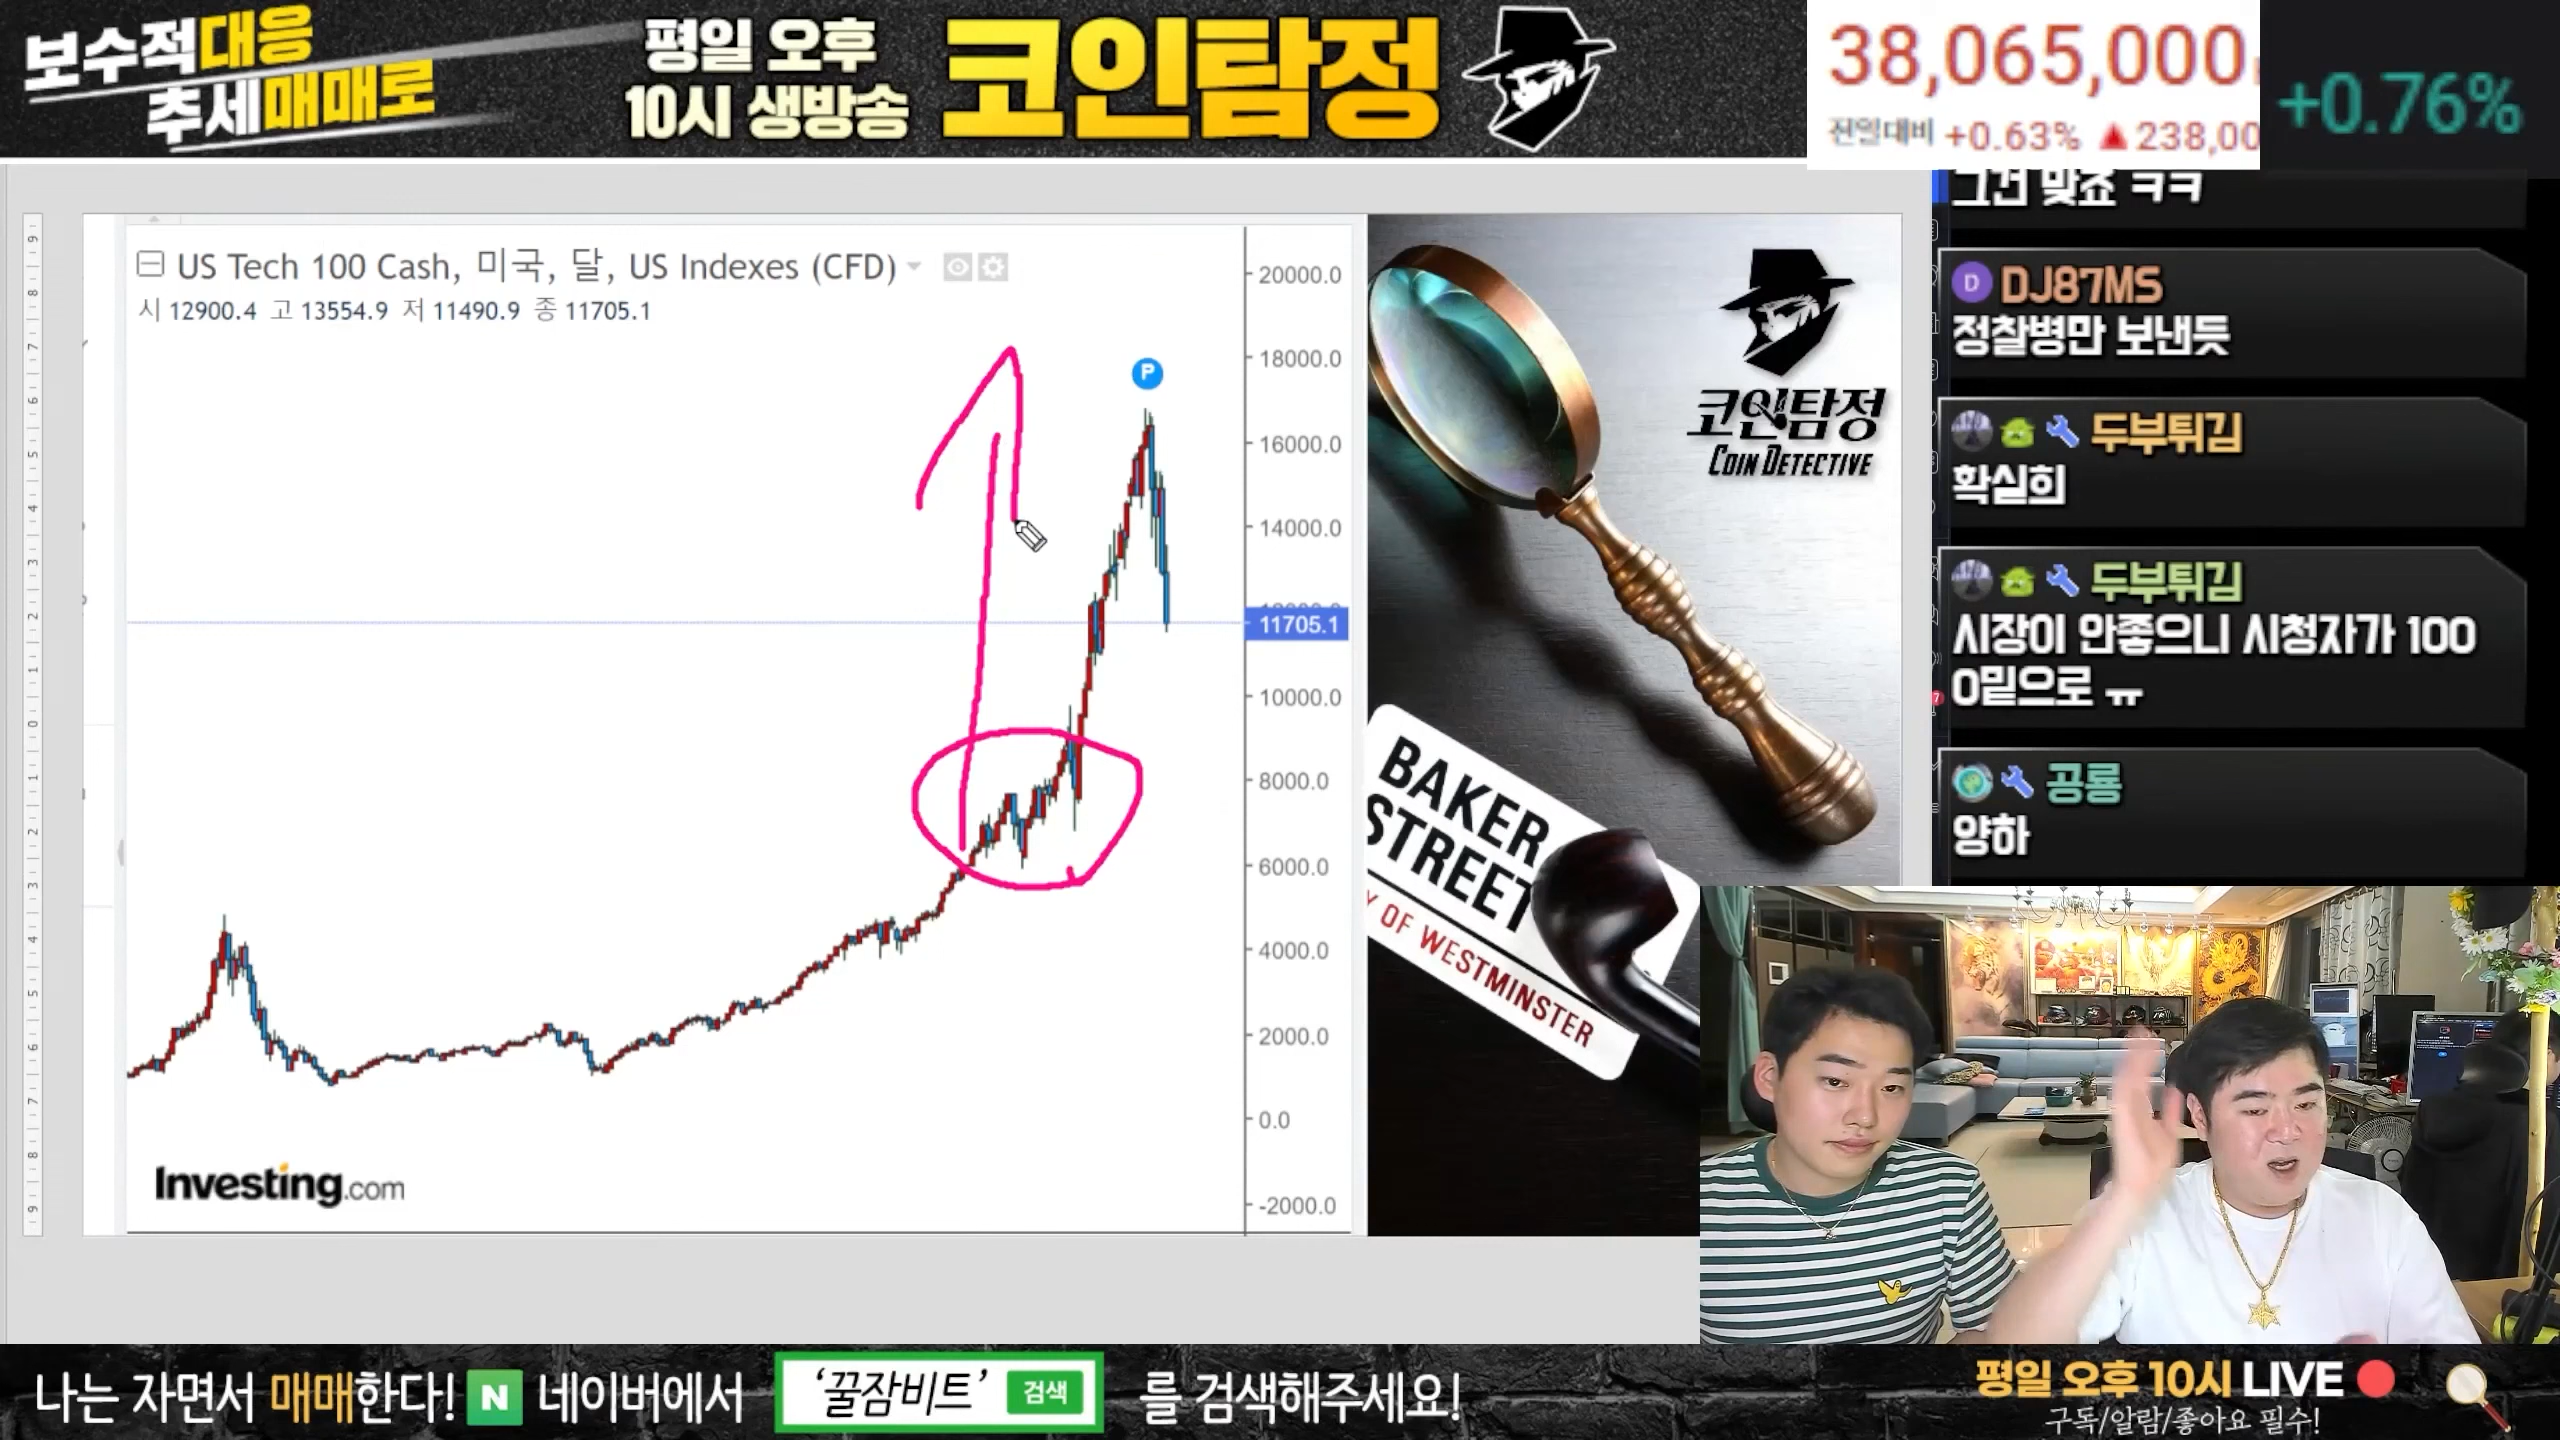 보수적대응
추세매매로
평일 오후
10시 생방송
코인탐정
38,065,000
전일대비 +0.63% ▲238,00
+0.76%
US Tech 100 Cash, 미국, 달, US Indexes (CFD)
시 12900.4 고 13554.9 저 11490.9 종 11705.1
P
20000.0
18000.0
16000.0
14000.0
11705.1
10000.0
8000.0
6000.0
4000.0
2000.0
0.0
-2000.0
Investing.com
코인탐정
COIN DETECTIVE
BAKER
STREET
Y OF WESTMINSTER
그건 맞죠 ㅋㅋ
D DJ87MS
정찰병만 보낸듯
두부튀김
확실희
두부튀김
시장이 안좋으니 시청자가 100
0밑으로 ㅠ
공룡
양하
나는 자면서 매매한다! N 네이버에서 '꿀잠비트' 검색 를 검색해주세요!
평일 오후 10시 LIVE
구독/알람/좋아요 필수!